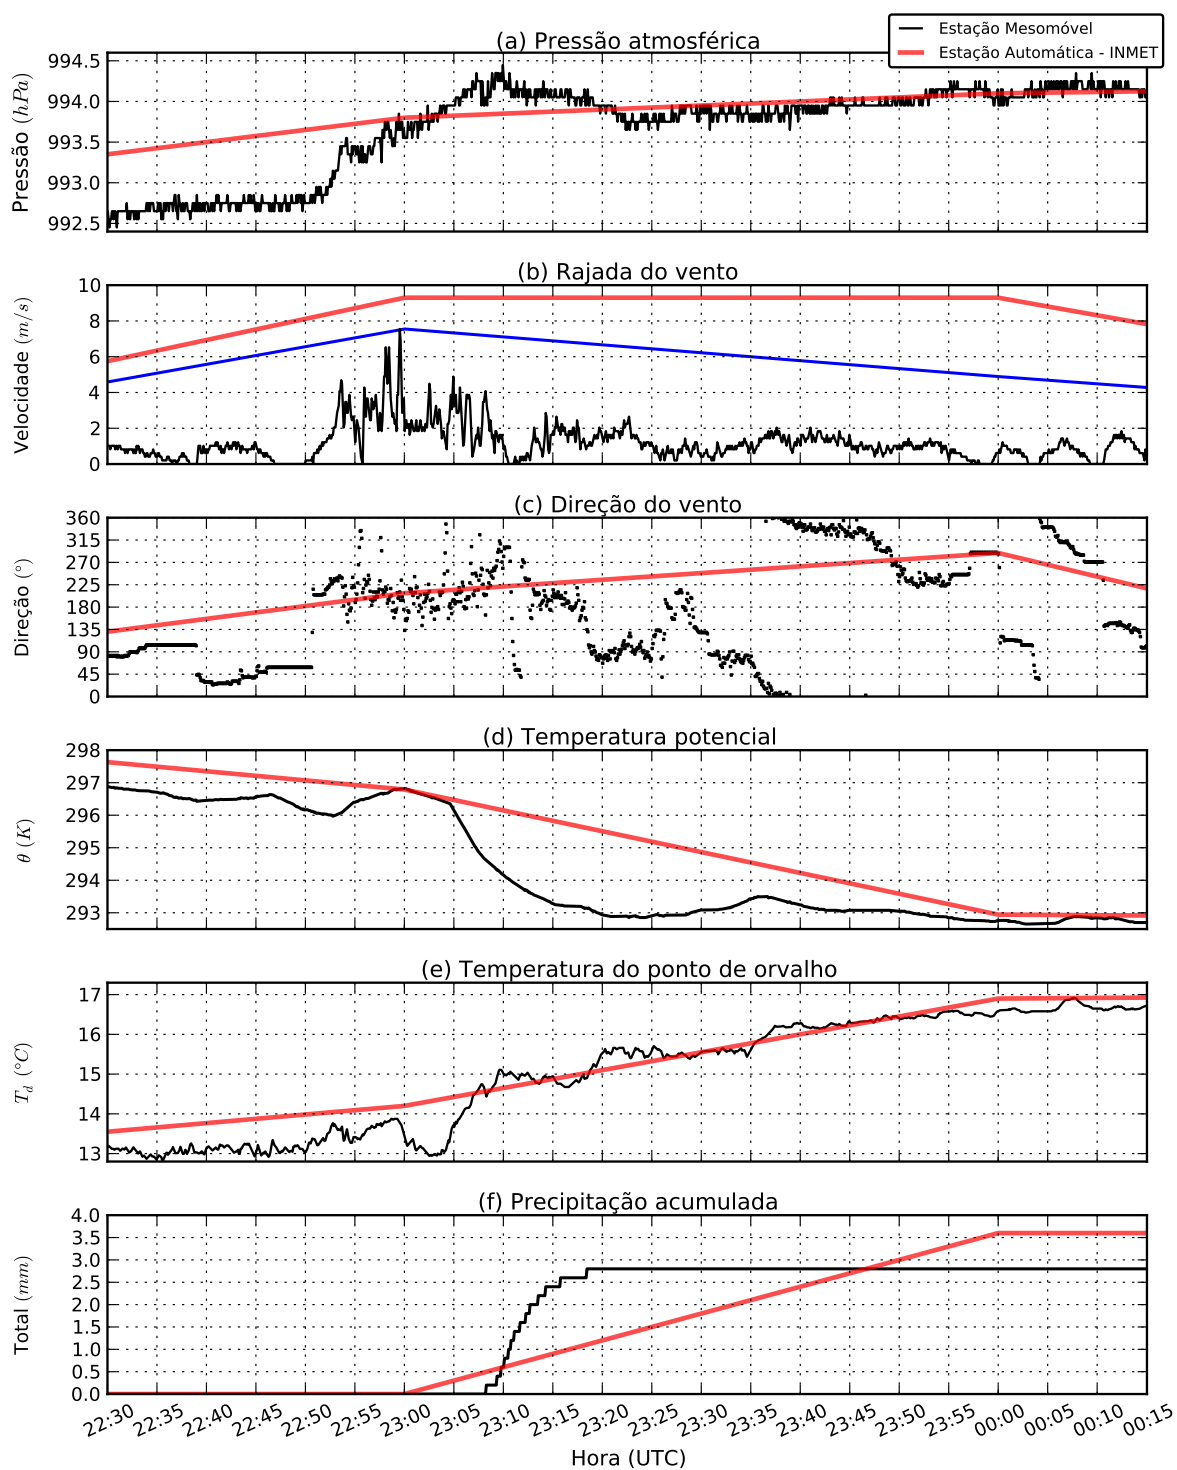 Estação Mesomóvel
Estação Automática - INMET
(a) Pressão atmosférica
994.5
994.0
993.5
993.0
992.5
Pressão (hPa)
(b) Rajada do vento
10
8
6
4
2
0
Velocidade (m/s)
(c) Direção do vento
360
315
270
225
180
135
90
45
0
Direção (°)
(d) Temperatura potencial
298
297
296
295
294
293
θ (K)
(e) Temperatura do ponto de orvalho
17
16
15
14
13
T_d (°C)
(f) Precipitação acumulada
4.0
3.5
3.0
2.5
2.0
1.5
1.0
0.5
0.0
Total (mm)
22:30 22:35 22:40 22:45 22:50 22:55 23:00 23:05 23:10 23:15 23:20 23:25 23:30 23:35 23:40 23:45 23:50 23:55 00:00 00:05 00:10 00:15
Hora (UTC)